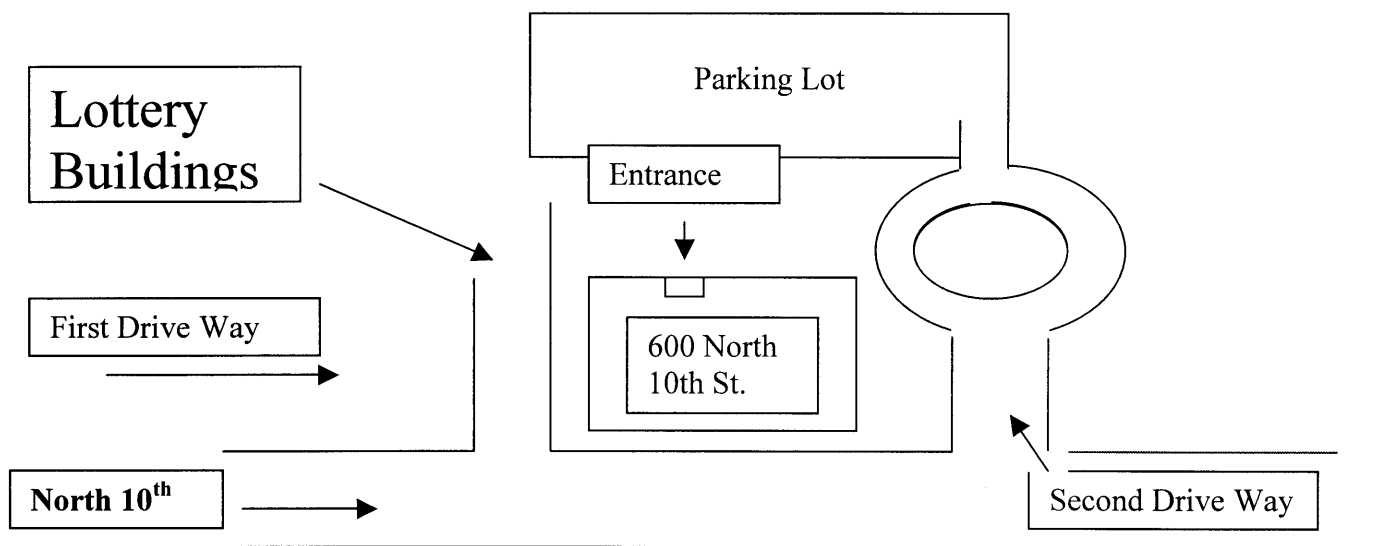 Parking Lot
Lottery
Buildings
Entrance
First Drive Way
600 North
10th St.
North 10th
Second Drive Way